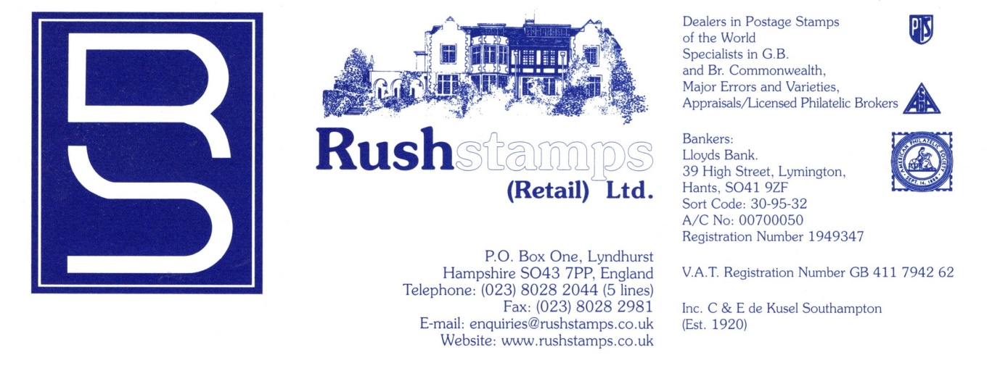 RS
Rushstamps
(Retail) Ltd.
P.O. Box One, Lyndhurst
Hampshire SO43 7PP, England
Telephone: (023) 8028 2044 (5 lines)
Fax: (023) 8028 2981
E-mail: enquiries@rushstamps.co.uk
Website: www.rushstamps.co.uk
Dealers in Postage Stamps
of the World
Specialists in G.B.
and Br. Commonwealth,
Major Errors and Varieties,
Appraisals/Licensed Philatelic Brokers
PTS
ASDA
Bankers:
Lloyds Bank.
39 High Street, Lymington,
Hants, SO41 9ZF
Sort Code: 30-95-32
A/C No: 00700050
Registration Number 1949347
AMERICAN PHILATELIC SOCIETY
SEPT. 14, 1886
V.A.T. Registration Number GB 411 7942 62
Inc. C & E de Kusel Southampton
(Est. 1920)